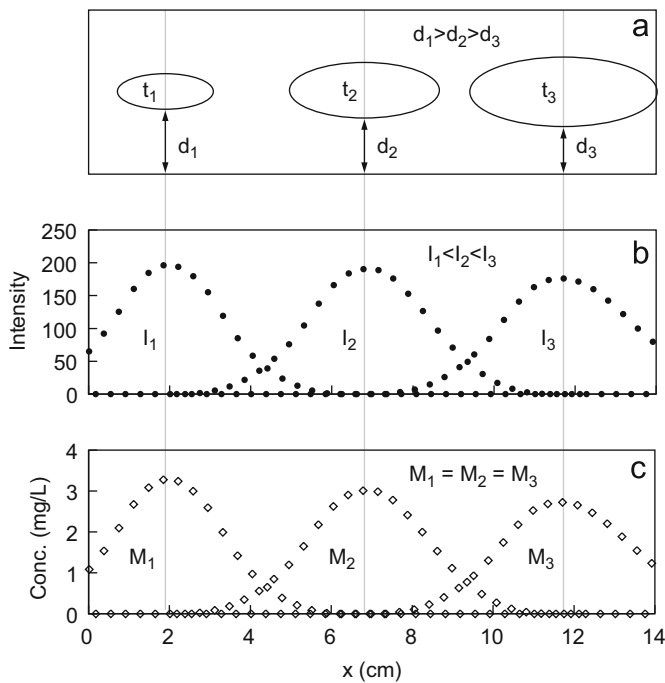 a
d₁>d₂>d₃
t₁ t₂ t₃
d₁ d₂ d₃
b
250
200
150
100
50
0
Intensity
I₁<I₂<I₃
I₁ I₂ I₃
c
4
3
2
1
0
Conc. (mg/L)
M₁ = M₂ = M₃
M₁ M₂ M₃
0 2 4 6 8 10 12 14
x (cm)